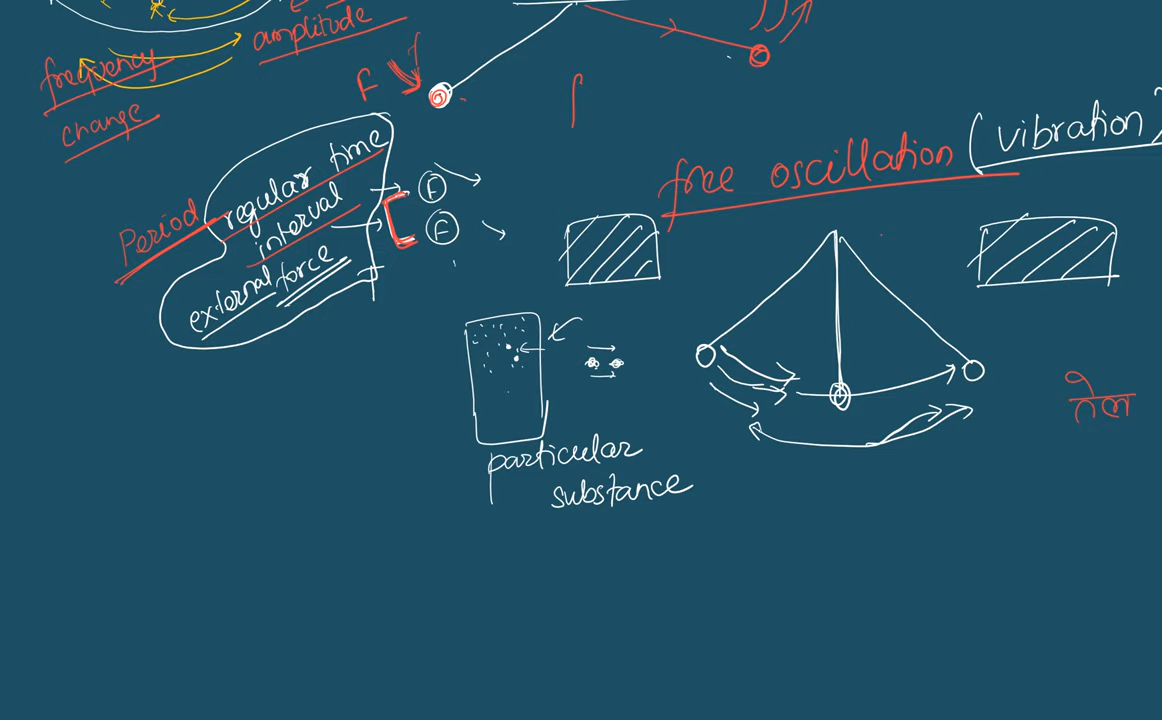 amplitude
frequency
change
F
f
free oscillation (vibration)
Period
regular time
interval
external force
F
F
particular
substance
तेल